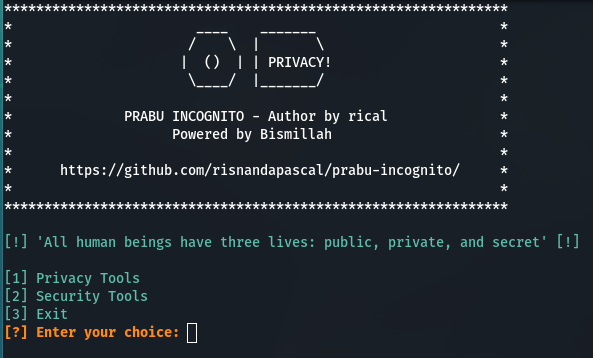 ***************************************************************
* ____ _______ *
* / \ | \ *
* | () | | PRIVACY! *
* \____/ |_______/ *
* *
* PRABU INCOGNITO - Author by rical *
* Powered by Bismillah *
* *
* https://github.com/risnandapascal/prabu-incognito/ *
* *
***************************************************************
[!] 'All human beings have three lives: public, private, and secret' [!]
[1] Privacy Tools
[2] Security Tools
[3] Exit
[?] Enter your choice: